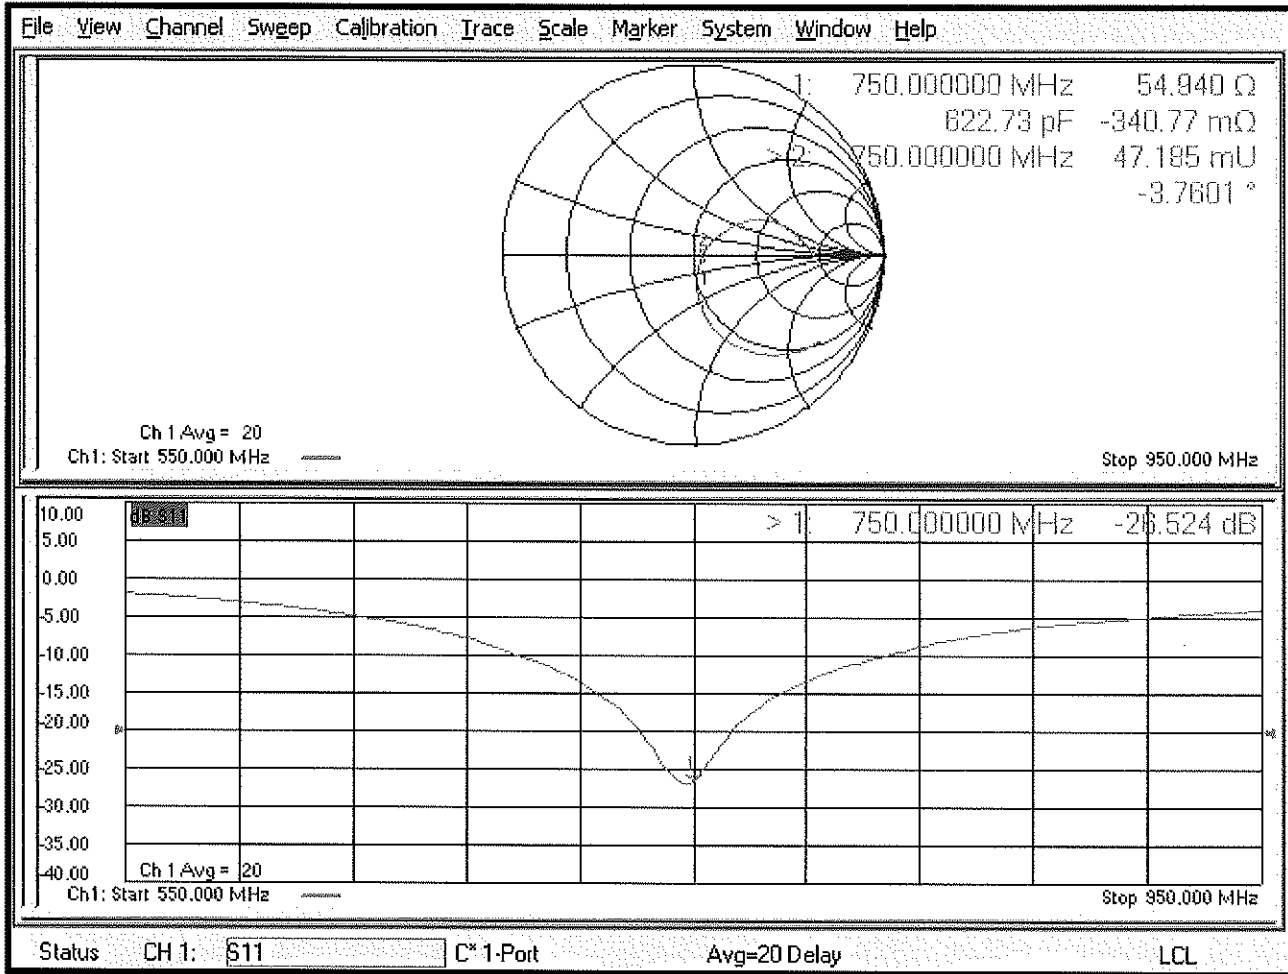 File View Channel Sweep Calibration Trace Scale Marker System Window Help
1: 750.000000 MHz 54.940 Ω
622.73 pF -340.77 mΩ
> 2: 750.000000 MHz 47.195 mU
-3.7601 °
Ch 1 Avg = 20
Ch1: Start 550.000 MHz Stop 950.000 MHz
10.00 dB S11 > 1: 750.000000 MHz -26.524 dB
5.00
0.00
-5.00
-10.00
-15.00
-20.00
-25.00
-30.00
-35.00
-40.00 Ch 1 Avg = 20
Ch1: Start 550.000 MHz Stop 950.000 MHz
Status CH 1: S11 C* 1-Port Avg=20 Delay LCL